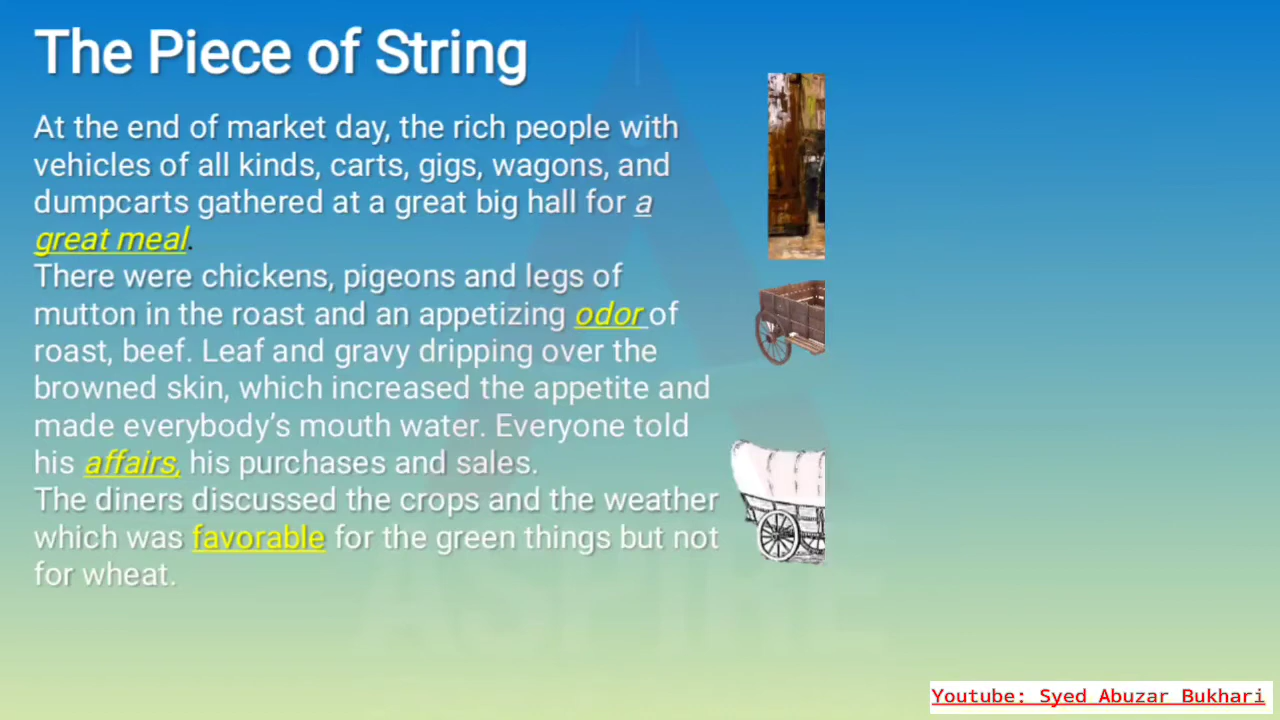 The Piece of String
At the end of market day, the rich people with
vehicles of all kinds, carts, gigs, wagons, and
dumpcarts gathered at a great big hall for a
great meal.
There were chickens, pigeons and legs of
mutton in the roast and an appetizing odor of
roast, beef. Leaf and gravy dripping over the
browned skin, which increased the appetite and
made everybody's mouth water. Everyone told
his affairs, his purchases and sales.
The diners discussed the crops and the weather
which was favorable for the green things but not
for wheat.
ASPIRE
Youtube: Syed Abuzar Bukhari